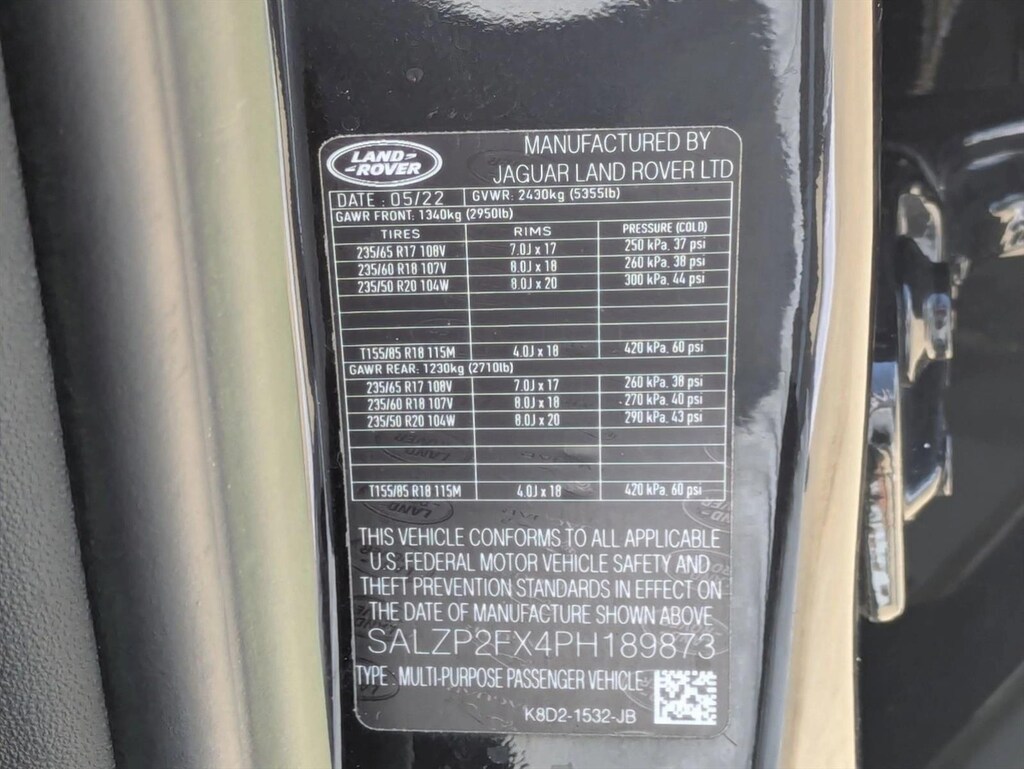 LAND-
-ROVER
MANUFACTURED BY
JAGUAR LAND ROVER LTD
DATE : 05/22 GVWR: 2430kg (5355lb)
GAWR FRONT: 1340kg (2950lb)
TIRES RIMS PRESSURE (COLD)
235/65 R17 108V 7.0J x 17 250 kPa, 37 psi
235/60 R18 107V 8.0J x 18 260 kPa, 38 psi
235/50 R20 104W 8.0J x 20 300 kPa, 44 psi
T155/85 R18 115M 4.0J x 18 420 kPa, 60 psi
GAWR REAR: 1230kg (2710lb)
235/65 R17 108V 7.0J x 17 260 kPa, 38 psi
235/60 R18 107V 8.0J x 18 270 kPa, 40 psi
235/50 R20 104W 8.0J x 20 290 kPa, 43 psi
T155/85 R18 115M 4.0J x 18 420 kPa, 60 psi
THIS VEHICLE CONFORMS TO ALL APPLICABLE
U.S. FEDERAL MOTOR VEHICLE SAFETY AND
THEFT PREVENTION STANDARDS IN EFFECT ON
THE DATE OF MANUFACTURE SHOWN ABOVE
SALZP2FX4PH189873
TYPE : MULTI-PURPOSE PASSENGER VEHICLE
K8D2-1532-JB